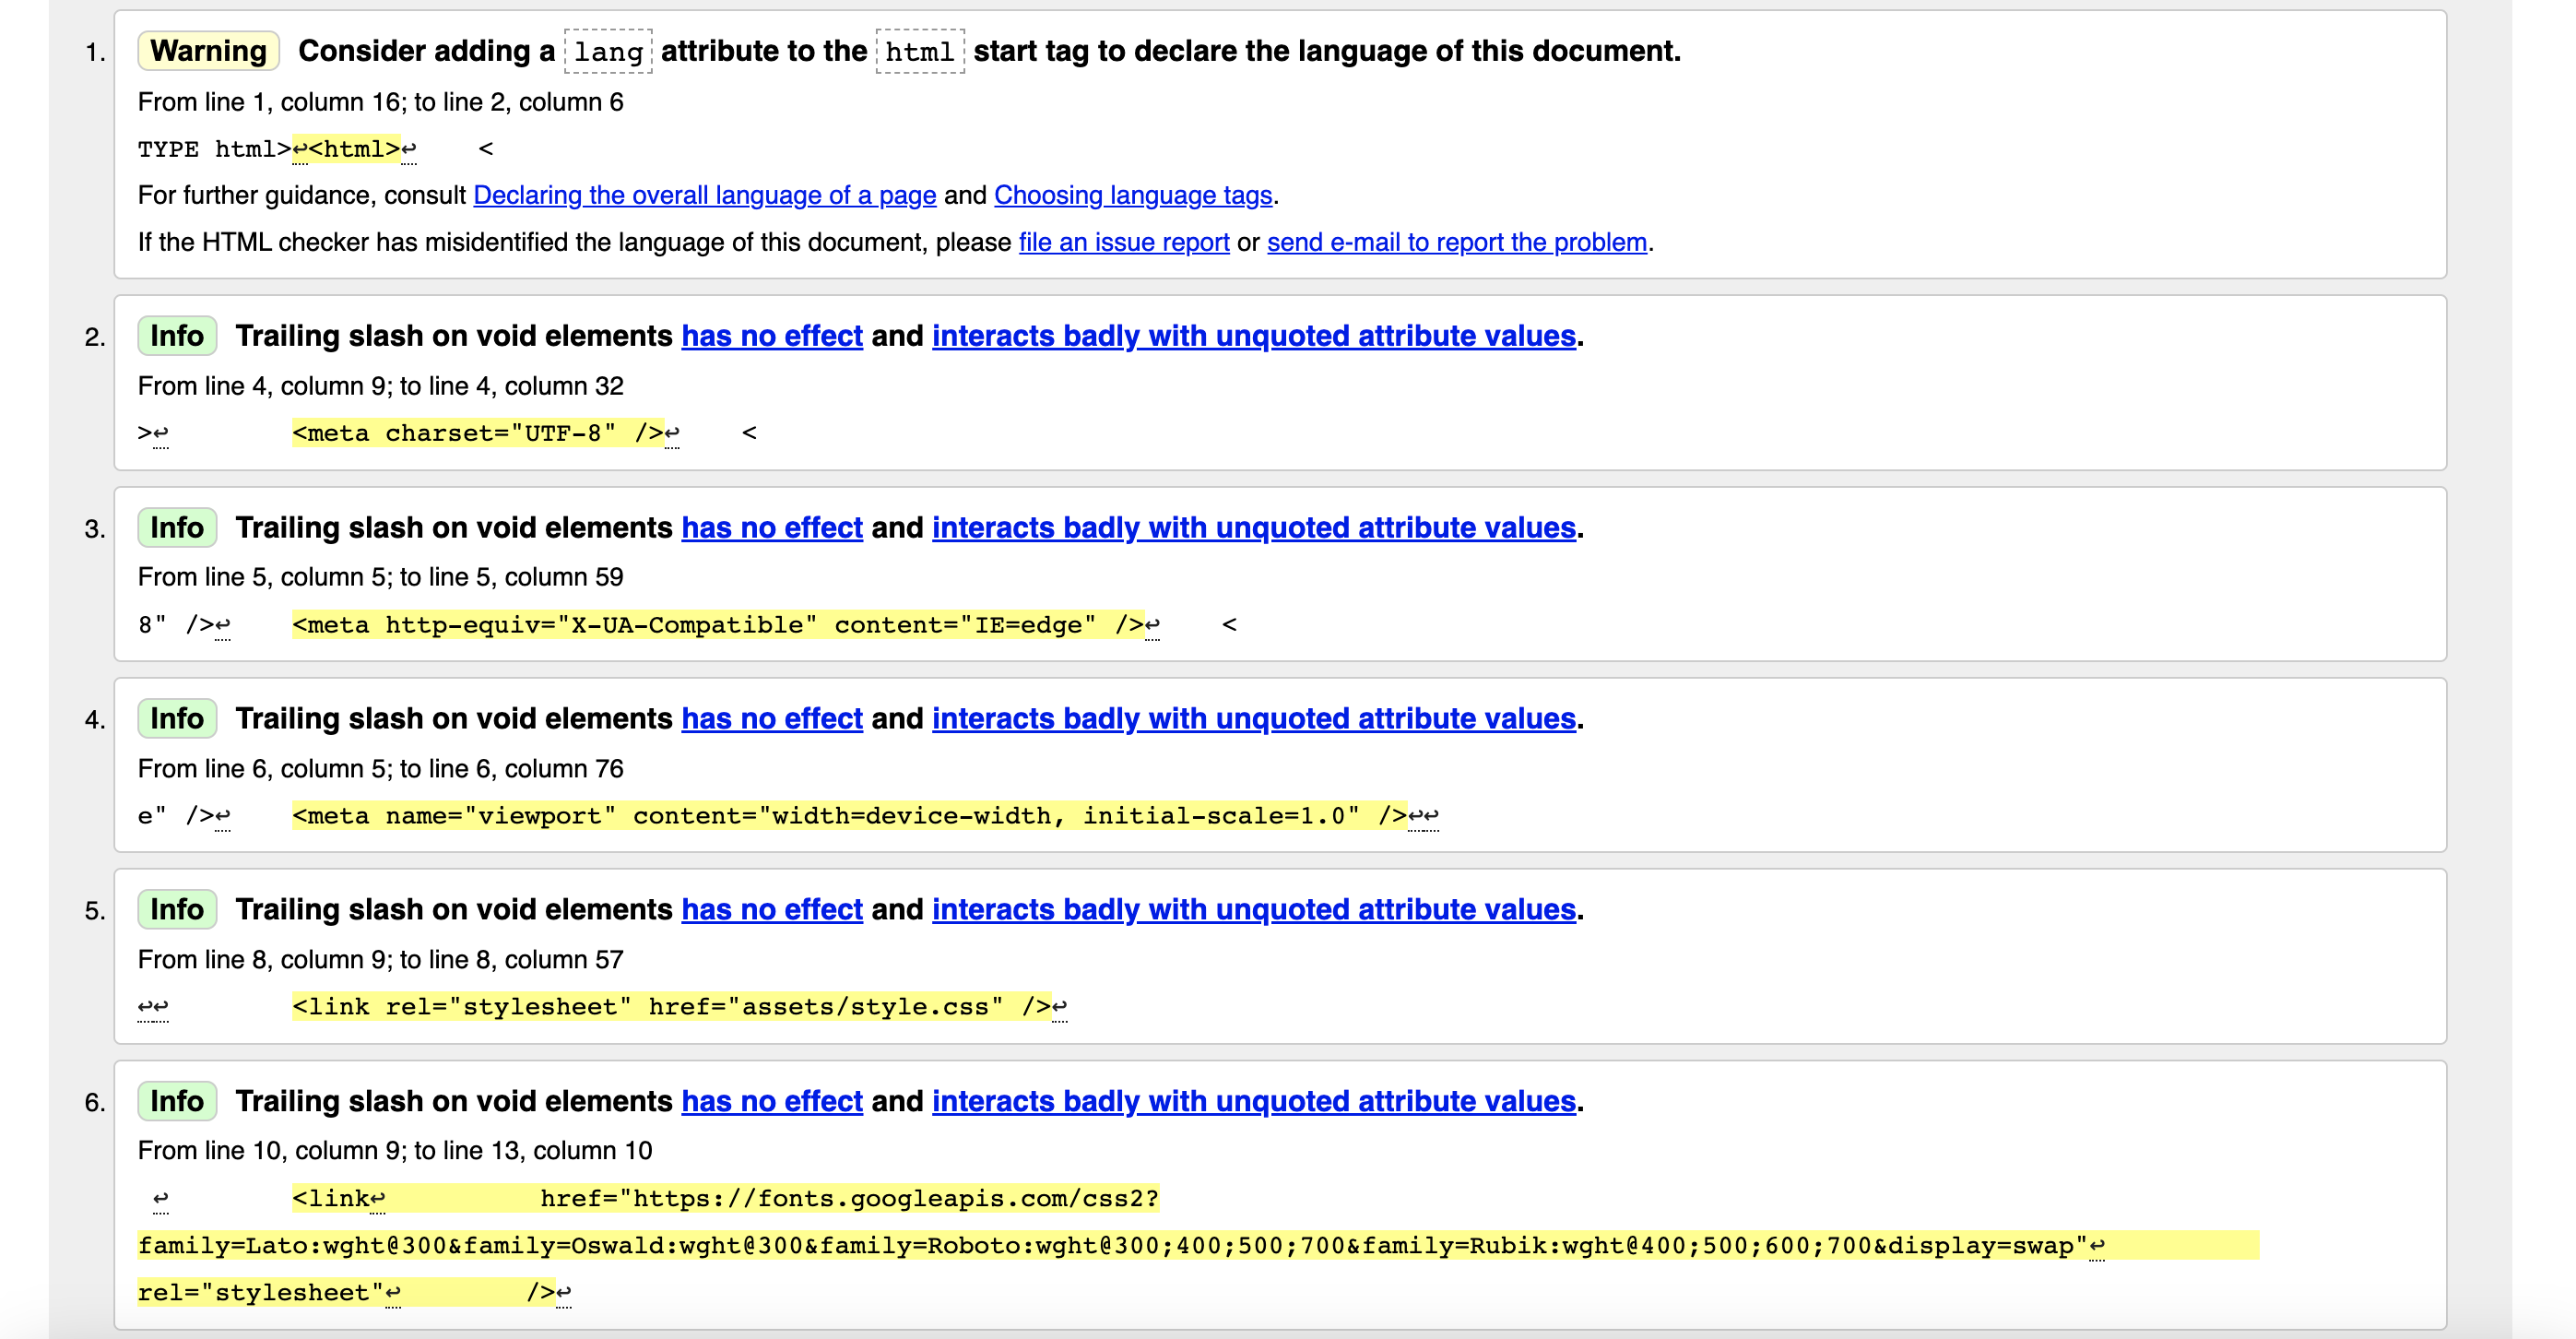 1. Warning Consider adding a lang attribute to the html start tag to declare the language of this document.
From line 1, column 16; to line 2, column 6
TYPE html>↩<html>↩    <
For further guidance, consult Declaring the overall language of a page and Choosing language tags.
If the HTML checker has misidentified the language of this document, please file an issue report or send e-mail to report the problem.
2. Info Trailing slash on void elements has no effect and interacts badly with unquoted attribute values.
From line 4, column 9; to line 4, column 32
>↩        <meta charset="UTF-8" />↩    <
3. Info Trailing slash on void elements has no effect and interacts badly with unquoted attribute values.
From line 5, column 5; to line 5, column 59
8" />↩    <meta http-equiv="X-UA-Compatible" content="IE=edge" />↩    <
4. Info Trailing slash on void elements has no effect and interacts badly with unquoted attribute values.
From line 6, column 5; to line 6, column 76
e" />↩    <meta name="viewport" content="width=device-width, initial-scale=1.0" />↩↩
5. Info Trailing slash on void elements has no effect and interacts badly with unquoted attribute values.
From line 8, column 9; to line 8, column 57
↩↩        <link rel="stylesheet" href="assets/style.css" />↩
6. Info Trailing slash on void elements has no effect and interacts badly with unquoted attribute values.
From line 10, column 9; to line 13, column 10
↩        <link↩          href="https://fonts.googleapis.com/css2?
family=Lato:wght@300&family=Oswald:wght@300&family=Roboto:wght@300;400;500;700&family=Rubik:wght@400;500;600;700&display=swap"↩
rel="stylesheet"↩        />↩